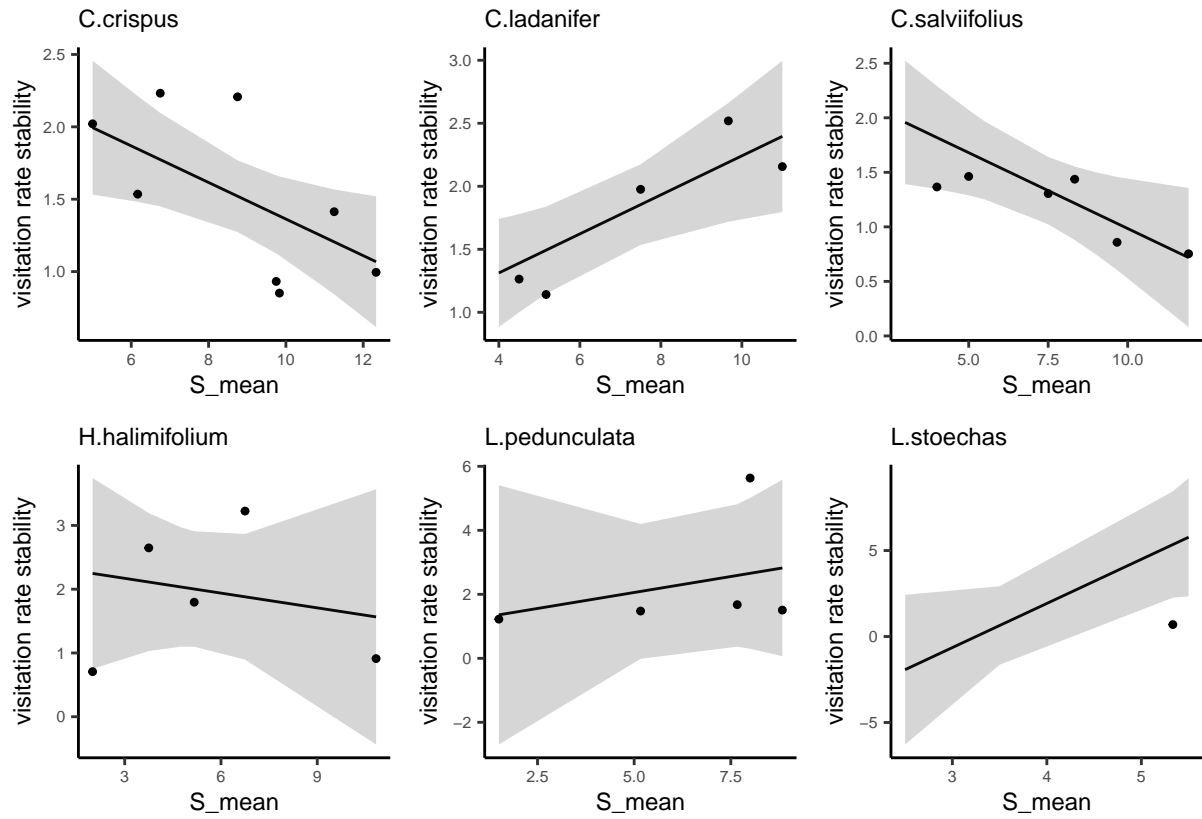 C.crispus
2.5
2.0
1.5
1.0
6 8 10 12
S_mean
visitation rate stability
C.ladanifer
3.0
2.5
2.0
1.5
1.0
4 6 8 10
S_mean
visitation rate stability
C.salviifolius
2.5
2.0
1.5
1.0
0.5
0.0
5.0 7.5 10.0
S_mean
visitation rate stability
H.halimifolium
3
2
1
0
3 6 9
S_mean
visitation rate stability
L.pedunculata
6
4
2
0
−2
2.5 5.0 7.5
S_mean
visitation rate stability
L.stoechas
5
0
−5
3 4 5
S_mean
visitation rate stability